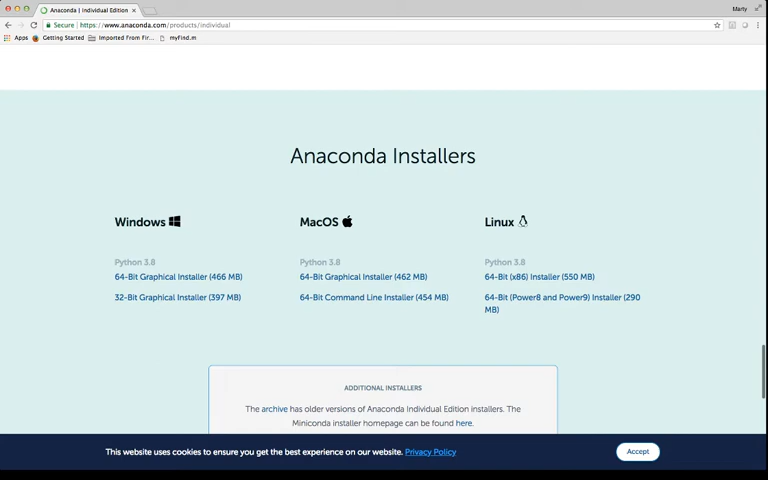 Anaconda | Individual Edition
Marty
Secure https://www.anaconda.com/products/individual
Apps Getting Started Imported From Fir... myFind.m
Anaconda Installers
Windows MacOS Linux
Python 3.8 Python 3.8 Python 3.8
64-Bit Graphical Installer (466 MB) 64-Bit Graphical Installer (462 MB) 64-Bit (x86) Installer (550 MB)
32-Bit Graphical Installer (397 MB) 64-Bit Command Line Installer (454 MB) 64-Bit (Power8 and Power9) Installer (290
MB)
ADDITIONAL INSTALLERS
The archive has older versions of Anaconda Individual Edition installers. The
Miniconda installer homepage can be found here.
This website uses cookies to ensure you get the best experience on our website. Privacy Policy Accept